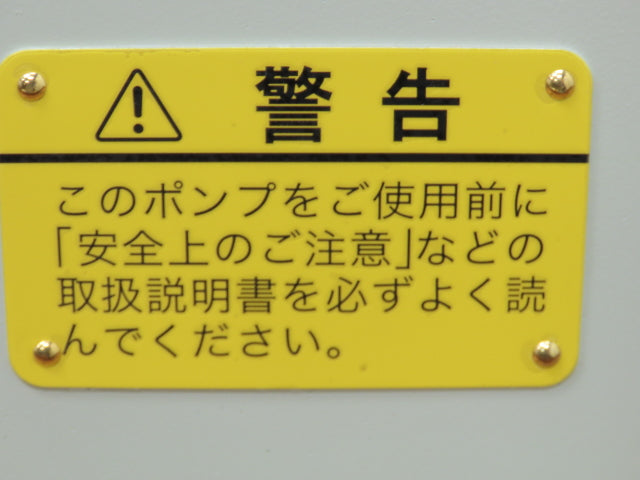 警告
このポンプをご使用前に
「安全上のご注意」などの
取扱説明書を必ずよく読
んでください。